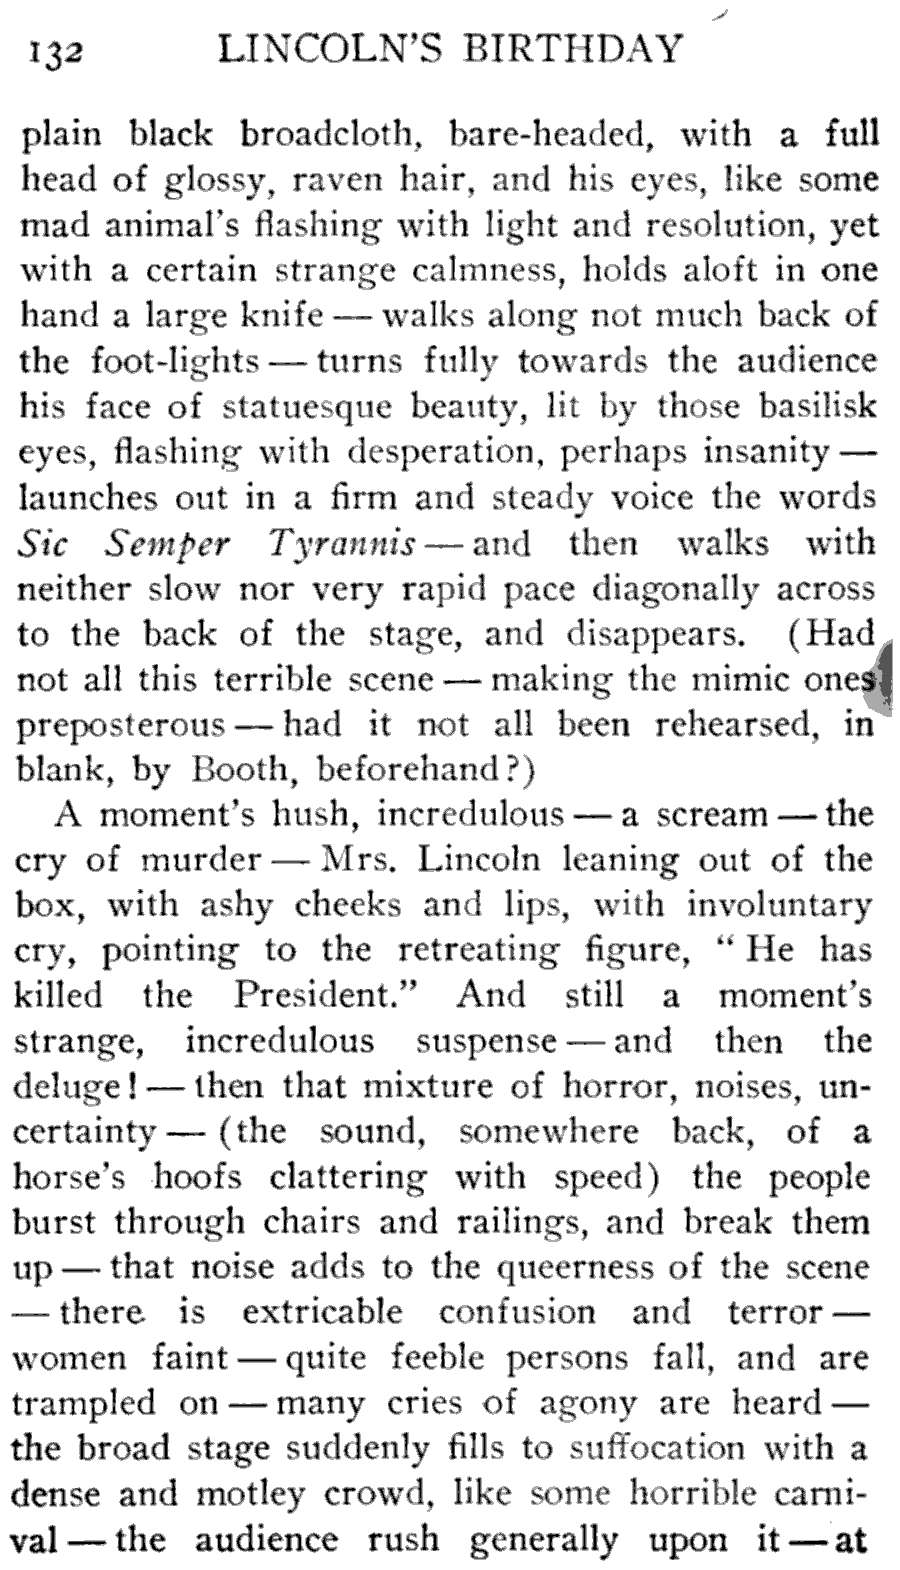 132 LINCOLN'S BIRTHDAY
plain black broadcloth, bare-headed, with a full
head of glossy, raven hair, and his eyes, like some
mad animal's flashing with light and resolution, yet
with a certain strange calmness, holds aloft in one
hand a large knife — walks along not much back of
the foot-lights — turns fully towards the audience
his face of statuesque beauty, lit by those basilisk
eyes, flashing with desperation, perhaps insanity —
launches out in a firm and steady voice the words
Sic Semper Tyrannis — and then walks with
neither slow nor very rapid pace diagonally across
to the back of the stage, and disappears. (Had
not all this terrible scene — making the mimic ones
preposterous — had it not all been rehearsed, in
blank, by Booth, beforehand?)
A moment's hush, incredulous — a scream — the
cry of murder — Mrs. Lincoln leaning out of the
box, with ashy cheeks and lips, with involuntary
cry, pointing to the retreating figure, “ He has
killed the President.” And still a moment's
strange, incredulous suspense — and then the
deluge! — then that mixture of horror, noises, un-
certainty — (the sound, somewhere back, of a
horse's hoofs clattering with speed) the people
burst through chairs and railings, and break them
up — that noise adds to the queerness of the scene
— there is extricable confusion and terror —
women faint — quite feeble persons fall, and are
trampled on — many cries of agony are heard —
the broad stage suddenly fills to suffocation with a
dense and motley crowd, like some horrible carni-
val — the audience rush generally upon it — at